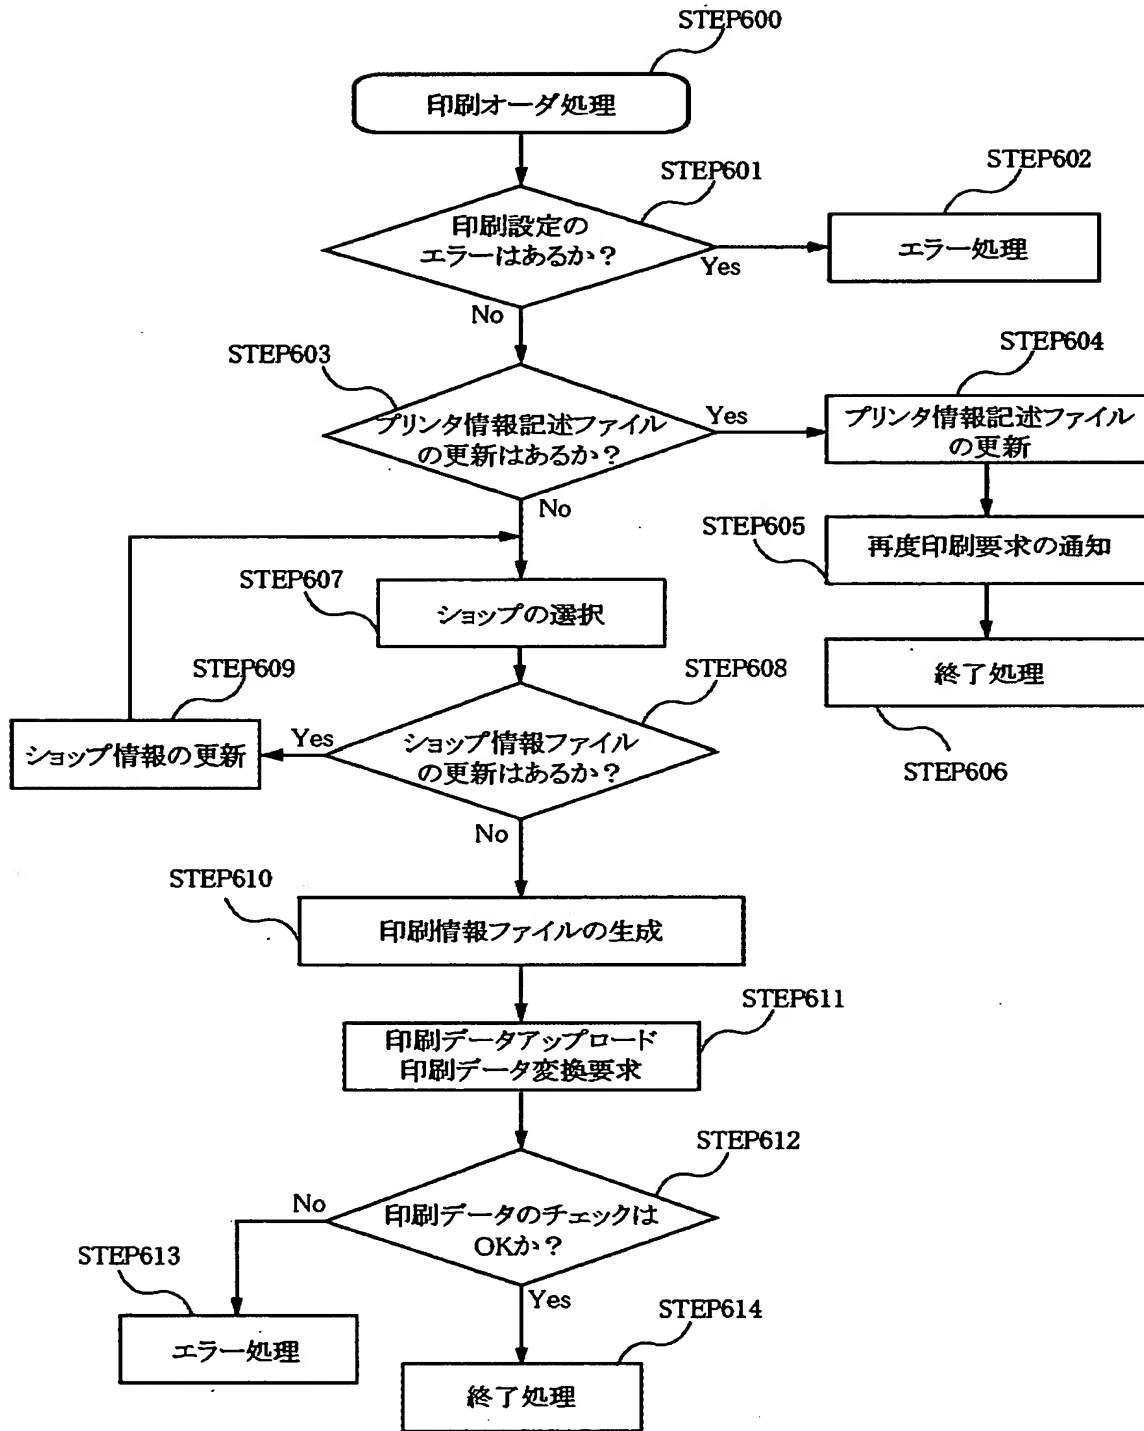 STEP600
印刷オーダ処理
STEP601
印刷設定の
エラーはあるか？
Yes
No
STEP602
エラー処理
STEP603
プリンタ情報記述ファイル
の更新はあるか？
Yes
No
STEP604
プリンタ情報記述ファイル
の更新
STEP605
再度印刷要求の通知
終了処理
STEP606
STEP607
ショップの選択
STEP608
ショップ情報ファイル
の更新はあるか？
Yes
No
STEP609
ショップ情報の更新
STEP610
印刷情報ファイルの生成
STEP611
印刷データアップロード
印刷データ変換要求
STEP612
印刷データのチェックは
OKか？
No
Yes
STEP613
エラー処理
STEP614
終了処理